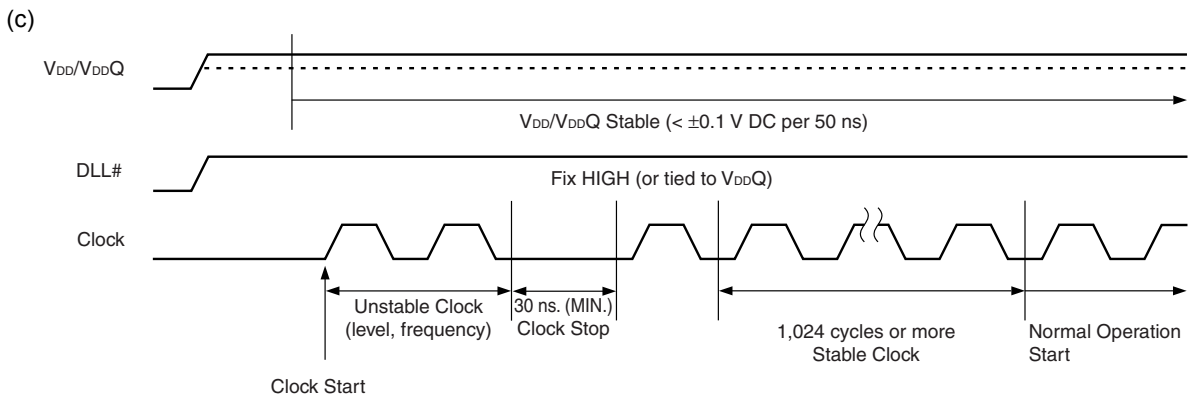 (c)
VDD/VDDQ
VDD/VDDQ Stable (< ±0.1 V DC per 50 ns)
DLL#
Fix HIGH (or tied to VDDQ)
Clock
Unstable Clock
(level, frequency)
30 ns. (MIN.)
Clock Stop
1,024 cycles or more
Stable Clock
Normal Operation
Start
Clock Start